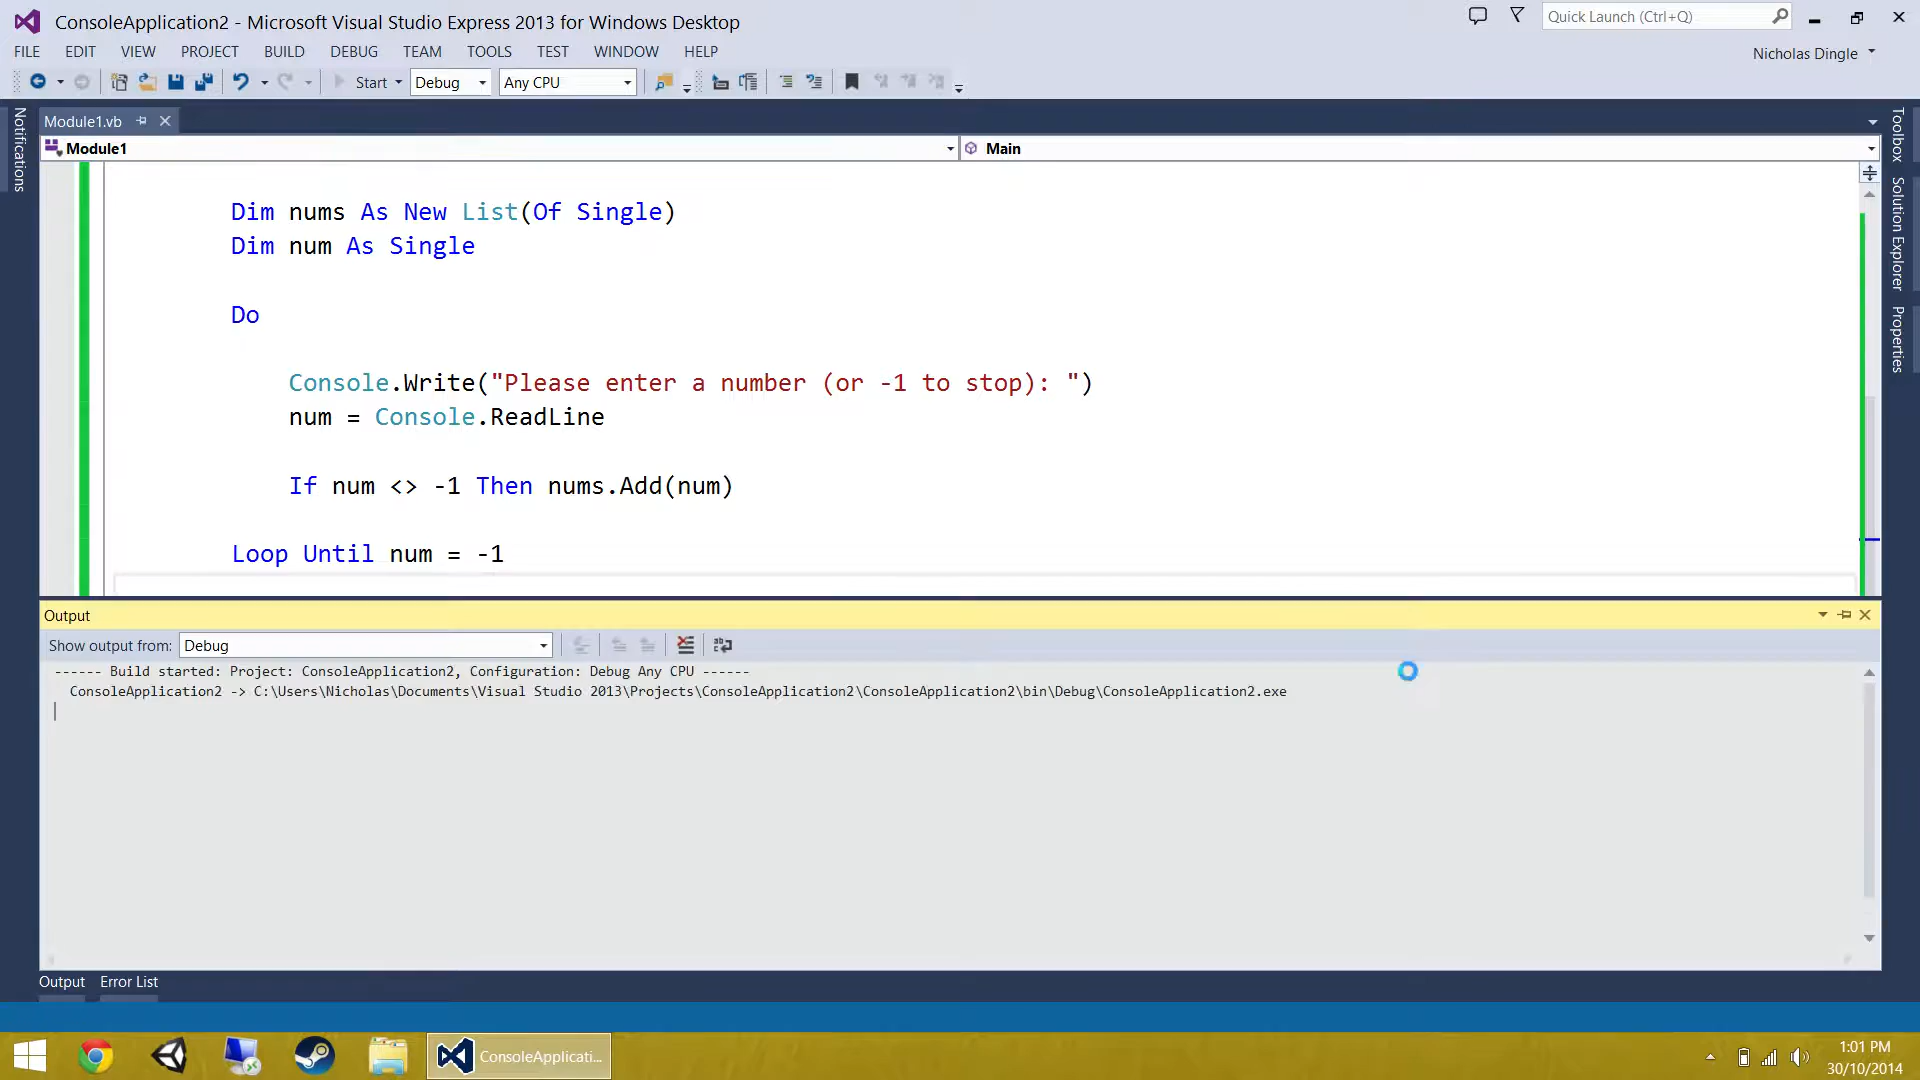 ConsoleApplication2 - Microsoft Visual Studio Express 2013 for Windows Desktop
Quick Launch (Ctrl+Q)
FILE EDIT VIEW PROJECT BUILD DEBUG TEAM TOOLS TEST WINDOW HELP
Nicholas Dingle
Start Debug Any CPU
Notifications
Module1.vb
Module1 Main
Toolbox
Solution Explorer
Properties
Dim nums As New List(Of Single)
Dim num As Single
Do
Console.Write("Please enter a number (or -1 to stop): ")
num = Console.ReadLine
If num <> -1 Then nums.Add(num)
Loop Until num = -1
Output
Show output from: Debug
------ Build started: Project: ConsoleApplication2, Configuration: Debug Any CPU ------
ConsoleApplication2 -> C:\Users\Nicholas\Documents\Visual Studio 2013\Projects\ConsoleApplication2\ConsoleApplication2\bin\Debug\ConsoleApplication2.exe
Output Error List
ConsoleApplicati...
1:01 PM
30/10/2014